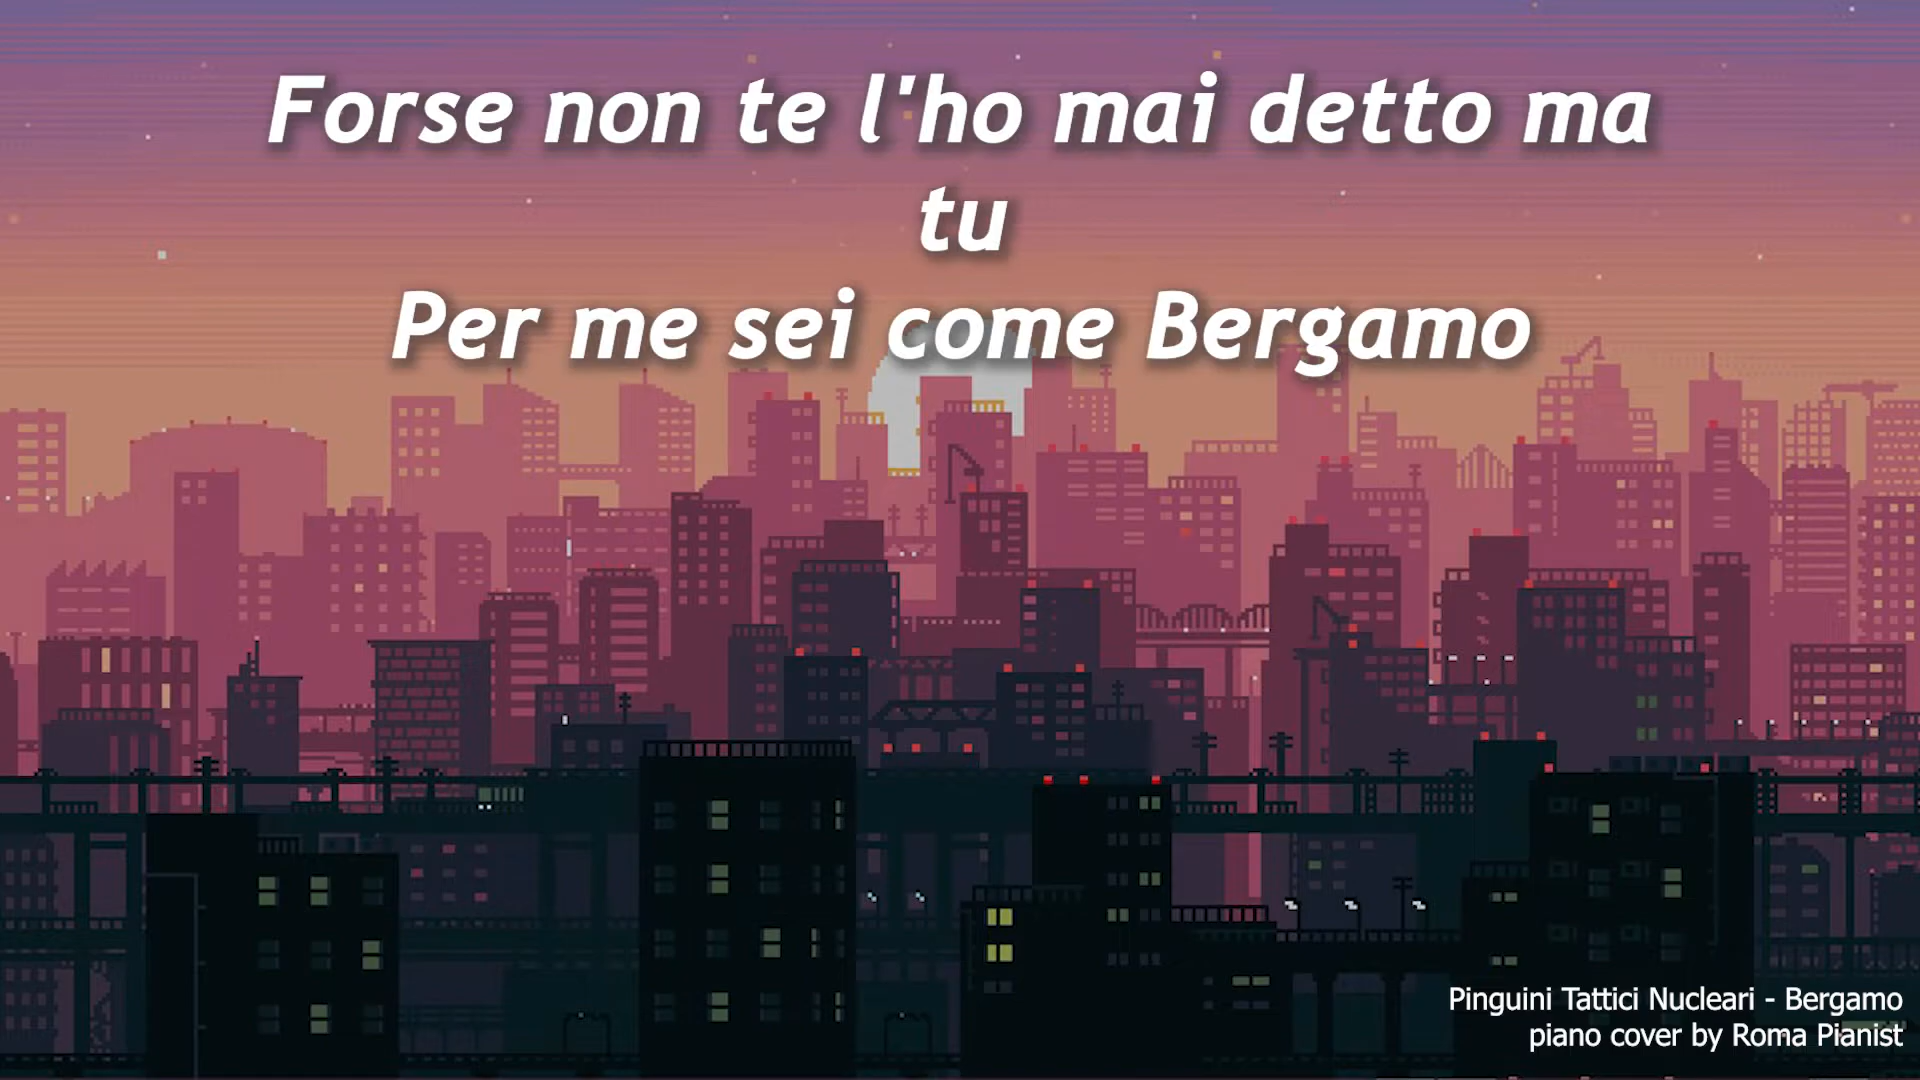 Forse non te l'ho mai detto ma
tu
Per me sei come Bergamo
Pinguini Tattici Nucleari - Bergamo
piano cover by Roma Pianist